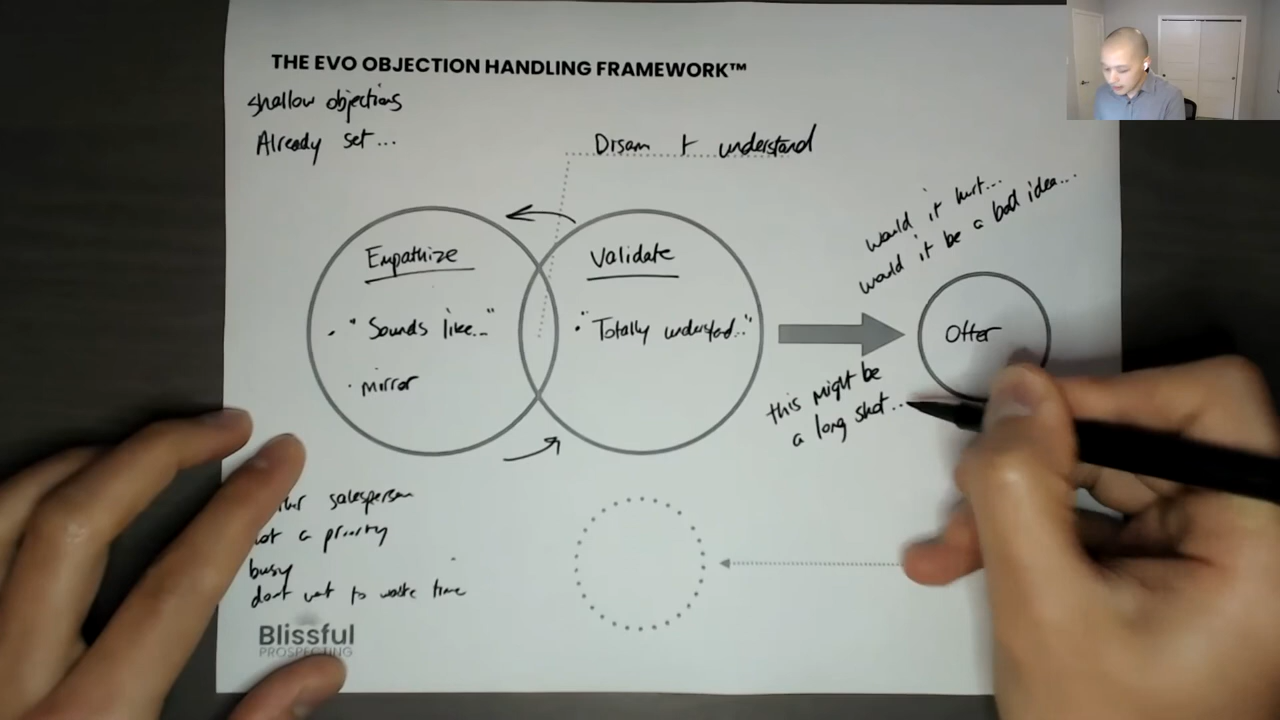 THE EVO OBJECTION HANDLING FRAMEWORK™
shallow objections
Already set...
Disarm + understand
would it hurt...
would it be a bad idea...
Empathize
Validate
• "Sounds like..."
• "Totally understand..."
• mirror
Offer
this might be
a long shot...
salesperson
not a priority
busy
don't want to waste time
Blissful
PROSPECTING